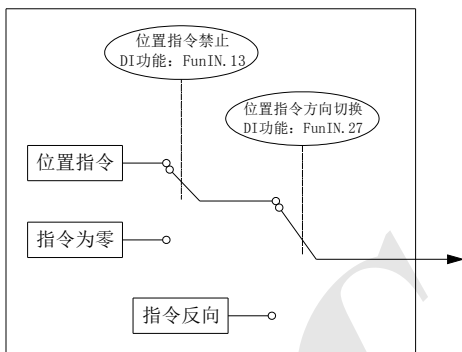 位置指令禁止
DI功能: FunIN.13
位置指令方向切换
DI功能: FunIN.27
位置指令
指令为零
指令反向